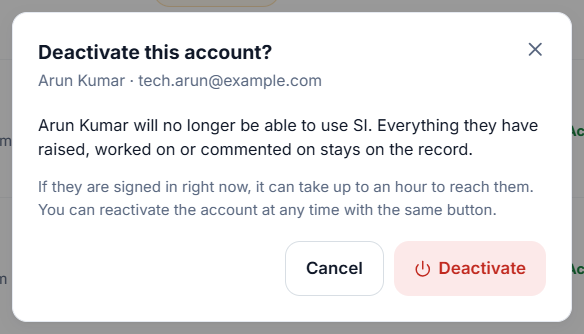 Deactivate this account?
Arun Kumar · tech.arun@example.com
Arun Kumar will no longer be able to use SI. Everything they have
raised, worked on or commented on stays on the record.
If they are signed in right now, it can take up to an hour to reach them.
You can reactivate the account at any time with the same button.
Cancel
Deactivate